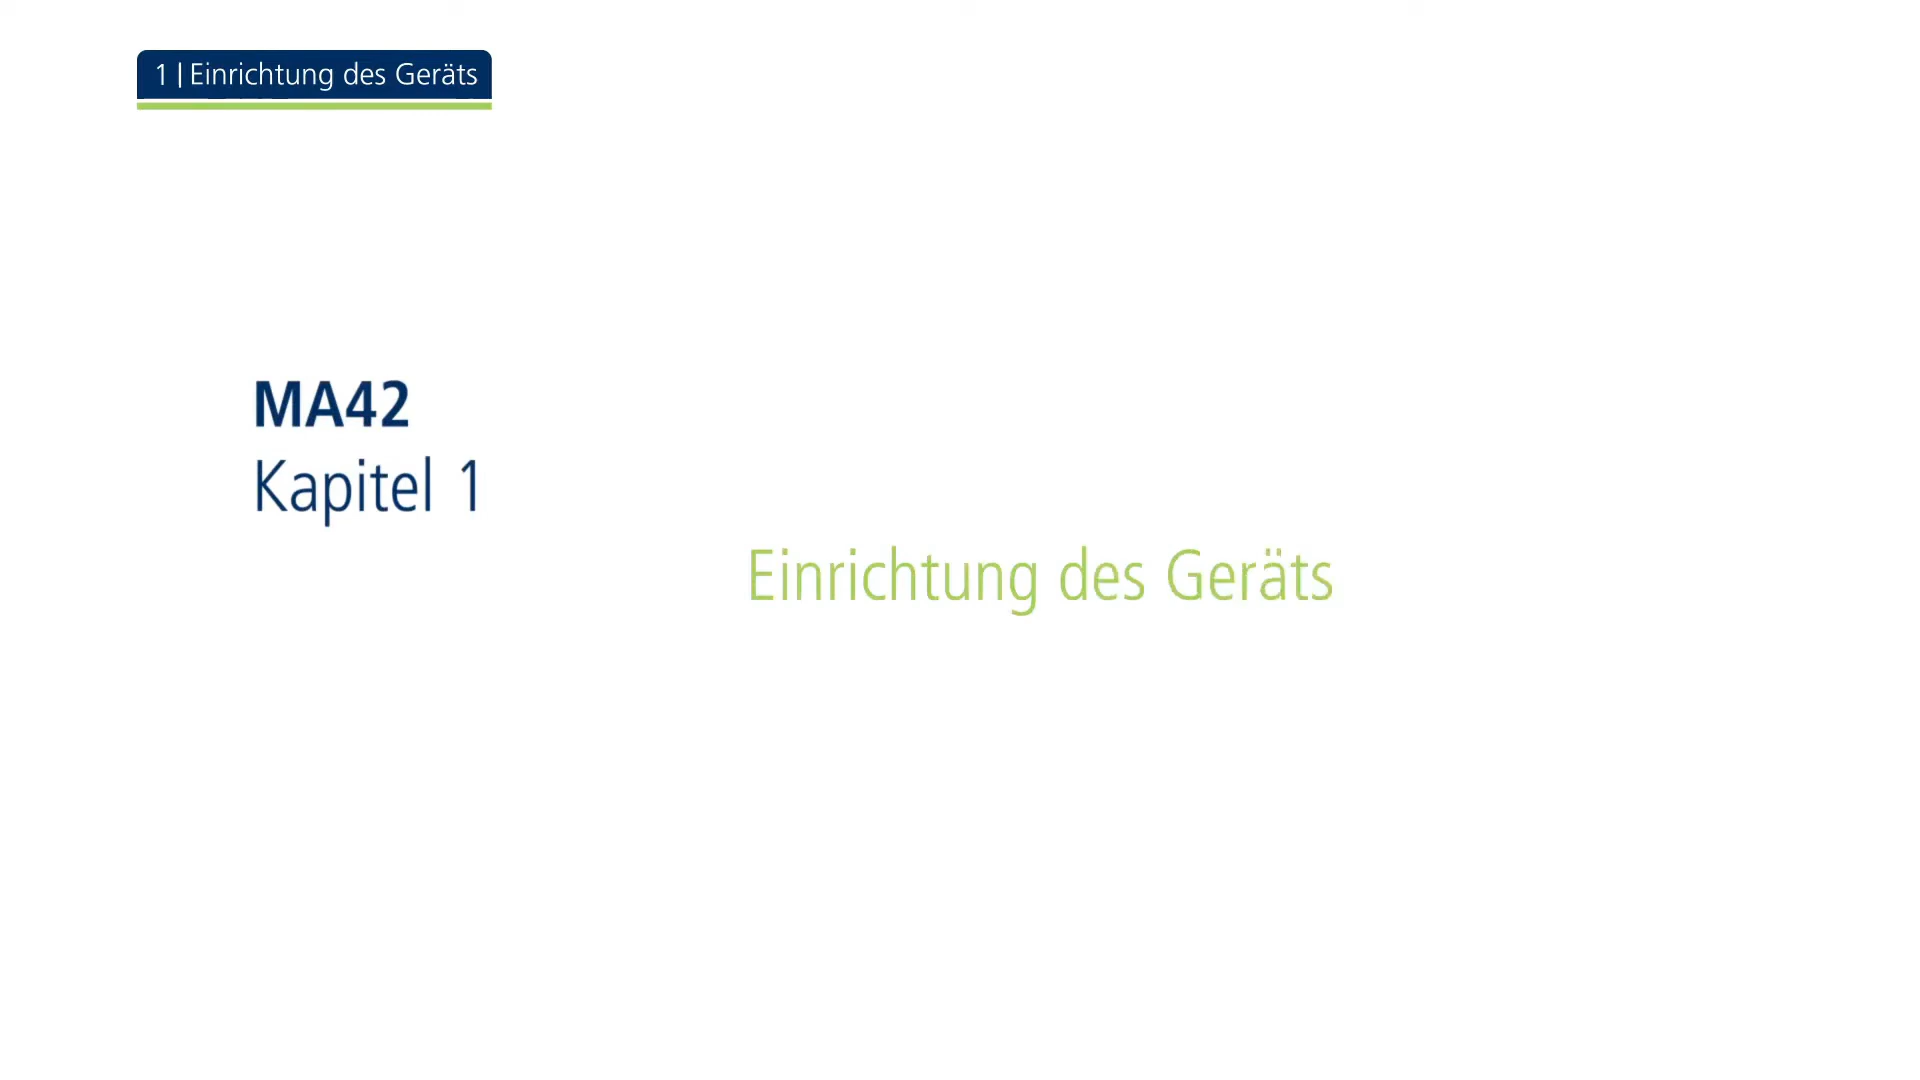 1 | Einrichtung des Geräts
MA42
Kapitel 1
Einrichtung des Geräts